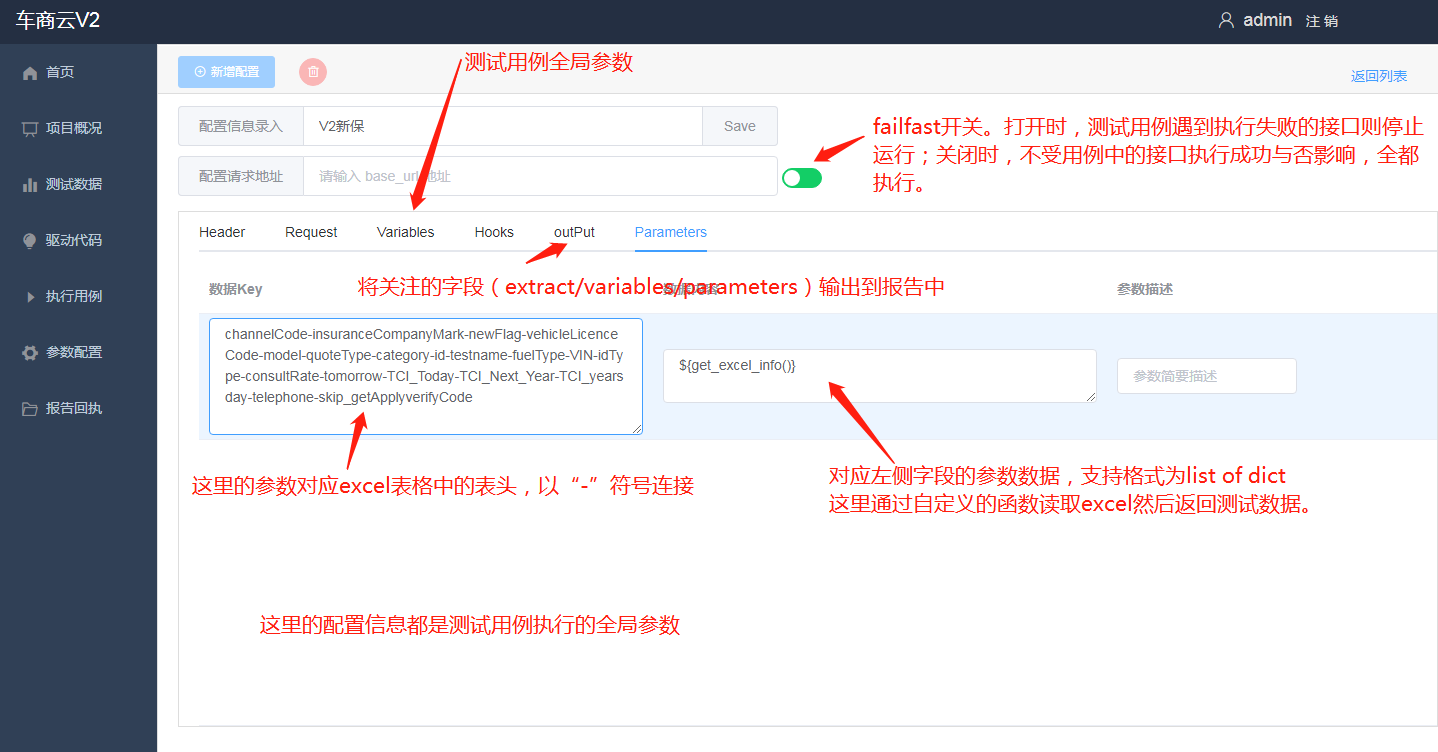 车商云V2
admin 注 销
首页
项目概况
测试数据
驱动代码
执行用例
参数配置
报告回执
新增配置
测试用例全局参数
返回列表
配置信息录入 V2新保 Save
配置请求地址 请输入 base_url 地址
failfast开关。打开时，测试用例遇到执行失败的接口则停止
运行；关闭时，不受用例中的接口执行成功与否影响，全都
执行。
Header Request Variables Hooks outPut Parameters
将关注的字段（extract/variables/parameters）输出到报告中
数据Key 参数描述
channelCode-insuranceCompanyMark-newFlag-vehicleLicence
Code-model-quoteType-category-id-testname-fuelType-VIN-idTy
pe-consultRate-tomorrow-TCI_Today-TCI_Next_Year-TCI_years
day-telephone-skip_getApplyverifyCode
${get_excel_info()}
参数简要描述
这里的参数对应excel表格中的表头，以“-”符号连接
对应左侧字段的参数数据，支持格式为list of dict
这里通过自定义的函数读取excel然后返回测试数据。
这里的配置信息都是测试用例执行的全局参数